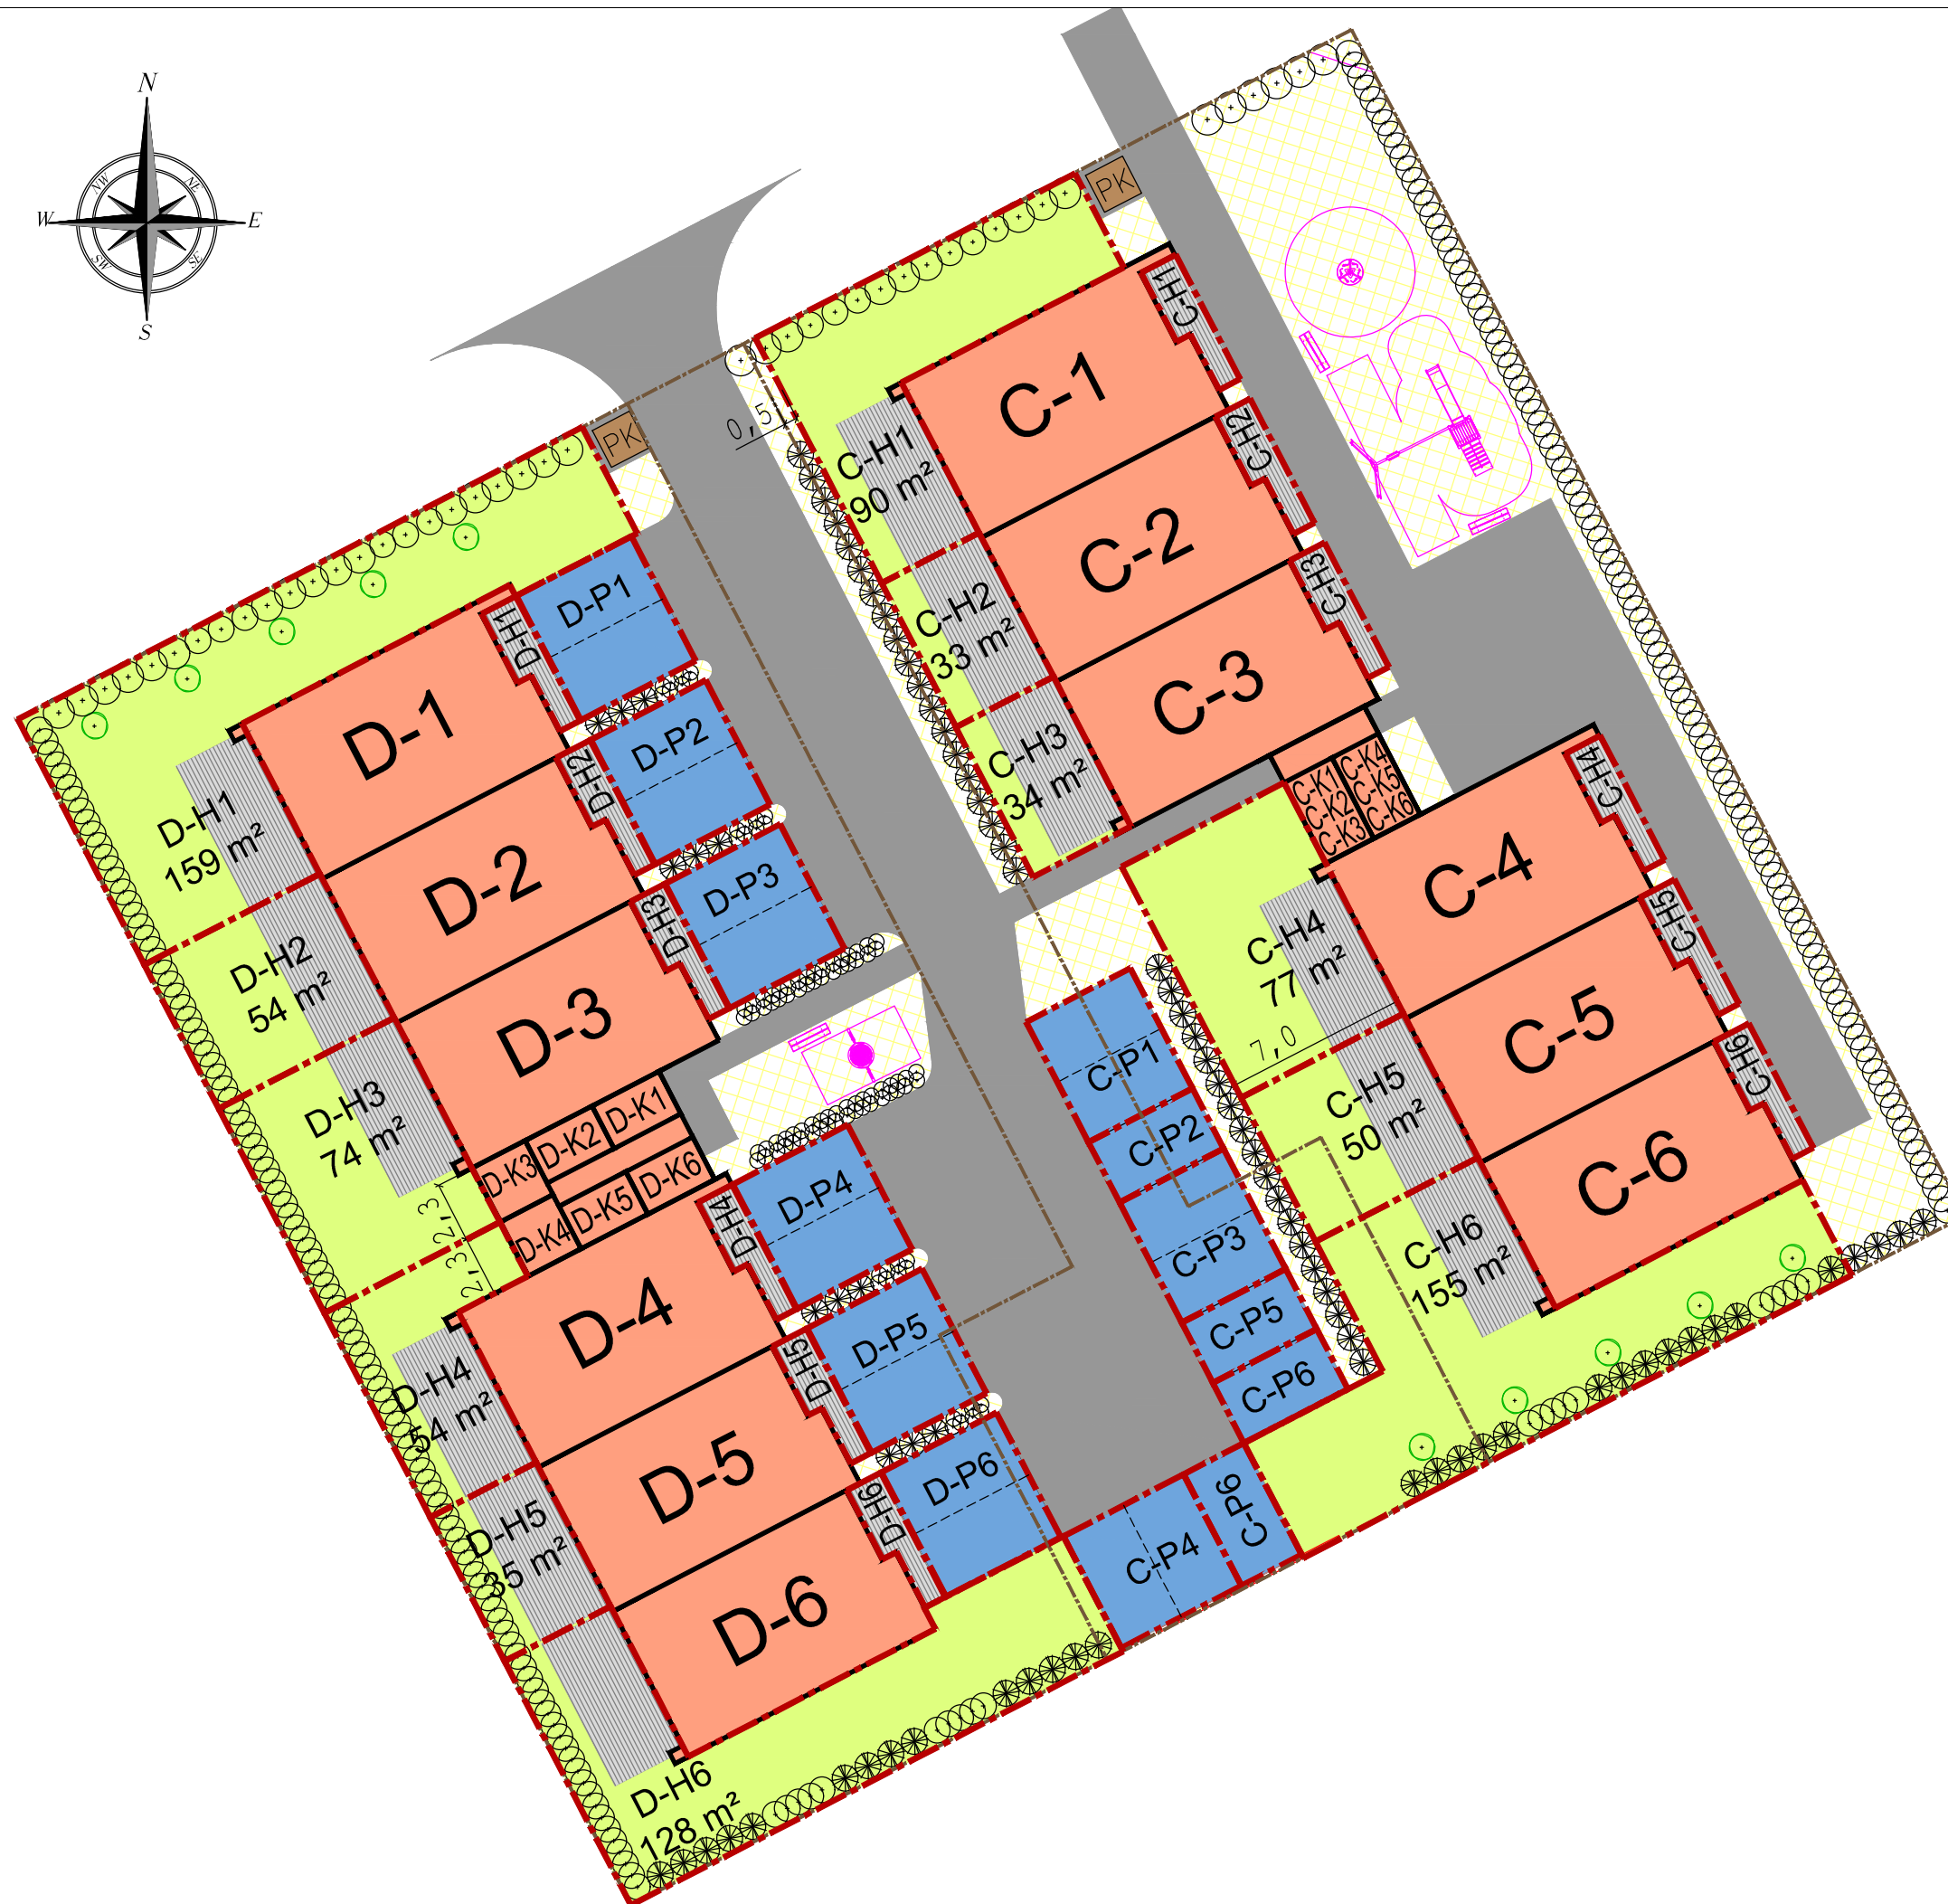 N
NW
NE
W
E
SW
SE
S
PK
C-H1
C-1
0,5
PK
C-H1
90 m²
C-H2
C-2
D-P1
C-H3
D-H1
C-H2
33 m²
C-3
D-1
D-P2
D-H2
C-H3
34 m²
C-K1
C-K2
C-K3
C-K4
C-K5
C-K6
C-H4
D-H1
159 m²
D-2
D-P3
D-H3
C-4
C-H5
D-H2
54 m²
D-3
C-H4
77 m²
7,0
C-P1
C-5
C-H6
D-H3
74 m²
D-K3
D-K2
D-K1
D-K4
D-K5
D-K6
2,3
2,3
D-H4
D-P4
C-P2
C-H5
50 m²
C-6
D-4
D-P5
D-H5
C-P3
C-H6
155 m²
D-H4
54 m²
C-P5
C-P6
D-5
D-P6
D-H6
D-H5
35 m²
C-P4
C-P6
D-6
D-H6
128 m²